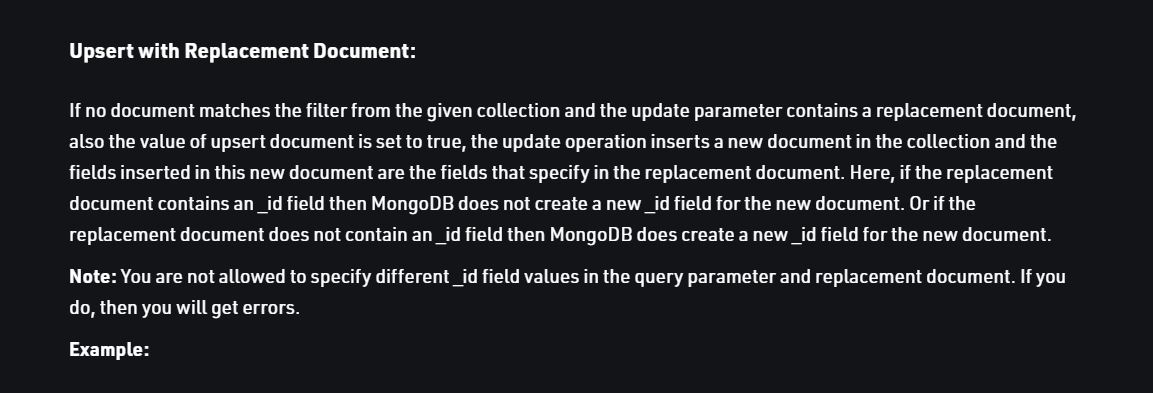 Upsert with Replacement Document:
If no document matches the filter from the given collection and the update parameter contains a replacement document,
also the value of upsert document is set to true, the update operation inserts a new document in the collection and the
fields inserted in this new document are the fields that specify in the replacement document. Here, if the replacement
document contains an _id field then MongoDB does not create a new _id field for the new document. Or if the
replacement document does not contain an _id field then MongoDB does create a new _id field for the new document.
Note: You are not allowed to specify different _id field values in the query parameter and replacement document. If you
do, then you will get errors.
Example: